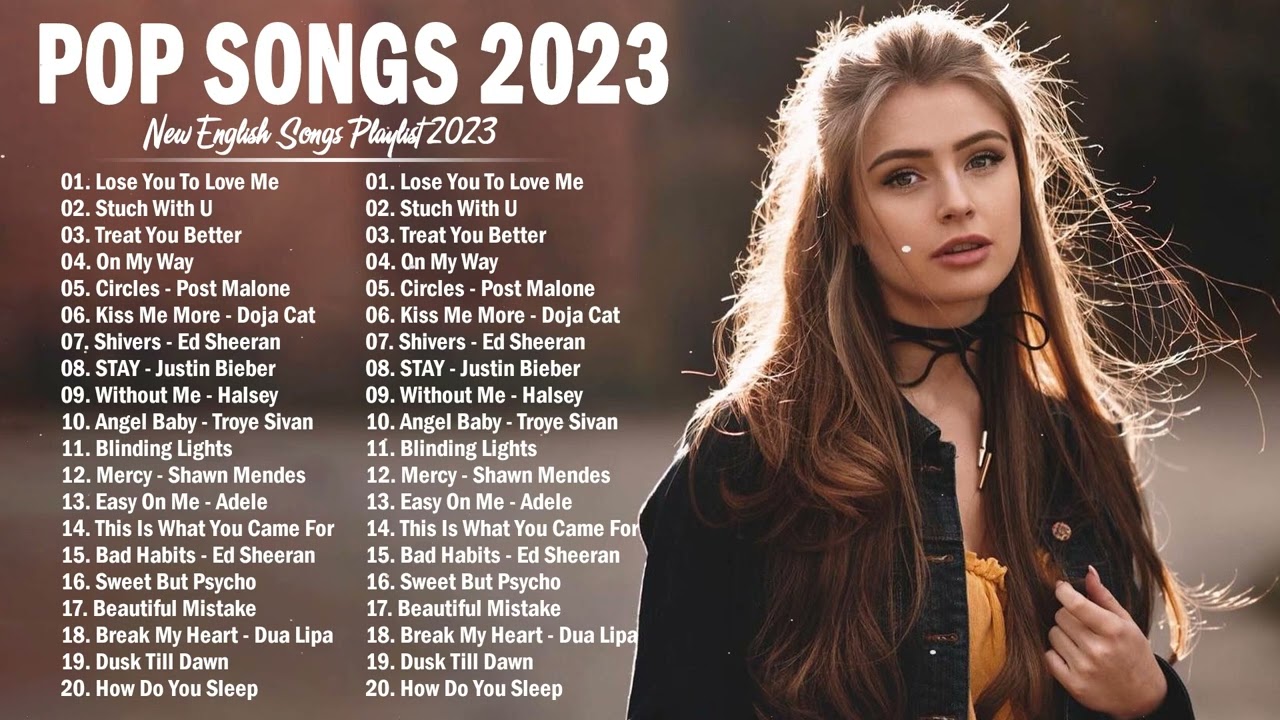 POP SONGS 2023
New English Songs Playlist 2023
01. Lose You To Love Me
02. Stuch With U
03. Treat You Better
04. On My Way
05. Circles - Post Malone
06. Kiss Me More - Doja Cat
07. Shivers - Ed Sheeran
08. STAY - Justin Bieber
09. Without Me - Halsey
10. Angel Baby - Troye Sivan
11. Blinding Lights
12. Mercy - Shawn Mendes
13. Easy On Me - Adele
14. This Is What You Came For
15. Bad Habits - Ed Sheeran
16. Sweet But Psycho
17. Beautiful Mistake
18. Break My Heart - Dua Lipa
19. Dusk Till Dawn
20. How Do You Sleep
01. Lose You To Love Me
02. Stuch With U
03. Treat You Better
04. On My Way
05. Circles - Post Malone
06. Kiss Me More - Doja Cat
07. Shivers - Ed Sheeran
08. STAY - Justin Bieber
09. Without Me - Halsey
10. Angel Baby - Troye Sivan
11. Blinding Lights
12. Mercy - Shawn Mendes
13. Easy On Me - Adele
14. This Is What You Came For
15. Bad Habits - Ed Sheeran
16. Sweet But Psycho
17. Beautiful Mistake
18. Break My Heart - Dua Lipa
19. Dusk Till Dawn
20. How Do You Sleep